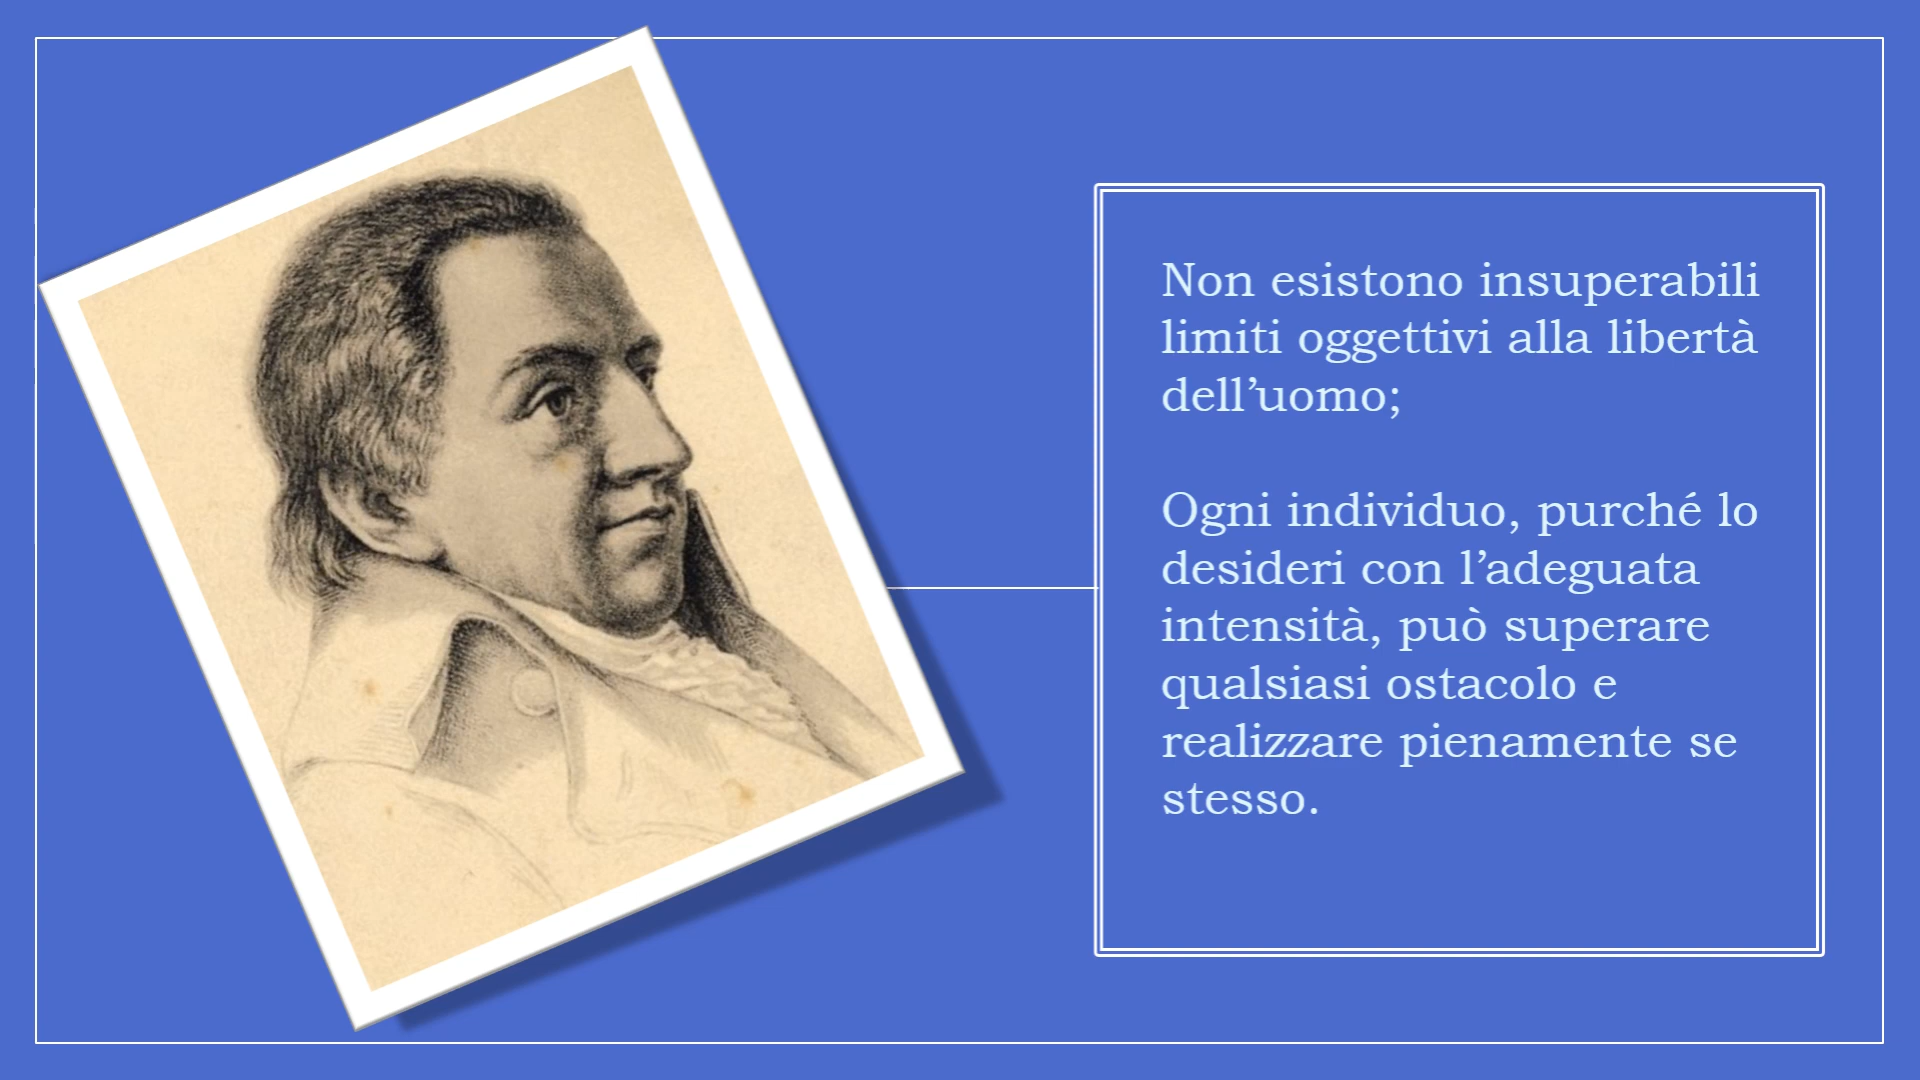 Non esistono insuperabili
limiti oggettivi alla libertà
dell’uomo;
Ogni individuo, purché lo
desideri con l’adeguata
intensità, può superare
qualsiasi ostacolo e
realizzare pienamente se
stesso.